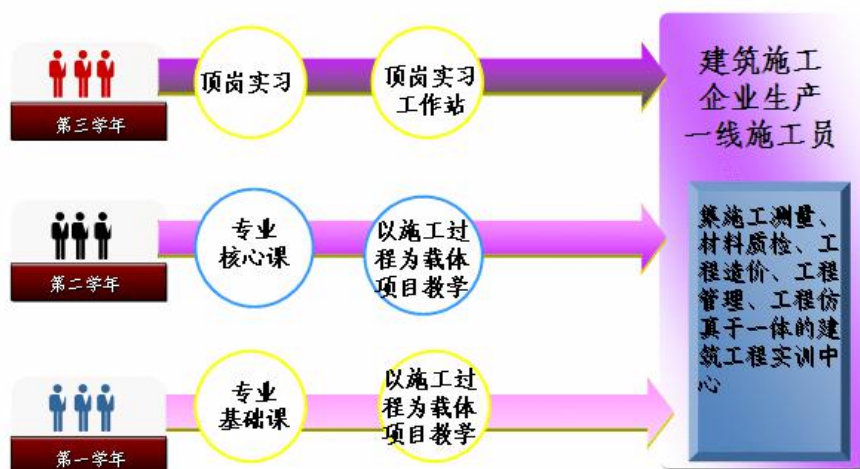 顶岗实习
顶岗实习
工作站
第三学年
建筑施工
企业生产
一线施工员
专业
核心课
以施工过
程为载体
项目教学
第二学年
集施工测量、
材料质检、工
程造价、工程
管理、工程仿
真于一体的建
筑工程实训中
心
专业
基础课
以施工过
程为载体
项目教学
第一学年